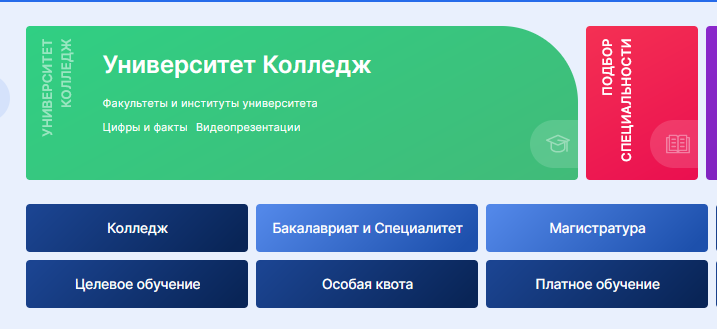 УНИВЕРСИТЕТ
КОЛЛЕДЖ
Университет Колледж
Факультеты и институты университета
Цифры и факты Видеопрезентации
ПОДБОР
СПЕЦИАЛЬНОСТИ
Колледж
Бакалавриат и Специалитет
Магистратура
Целевое обучение
Особая квота
Платное обучение